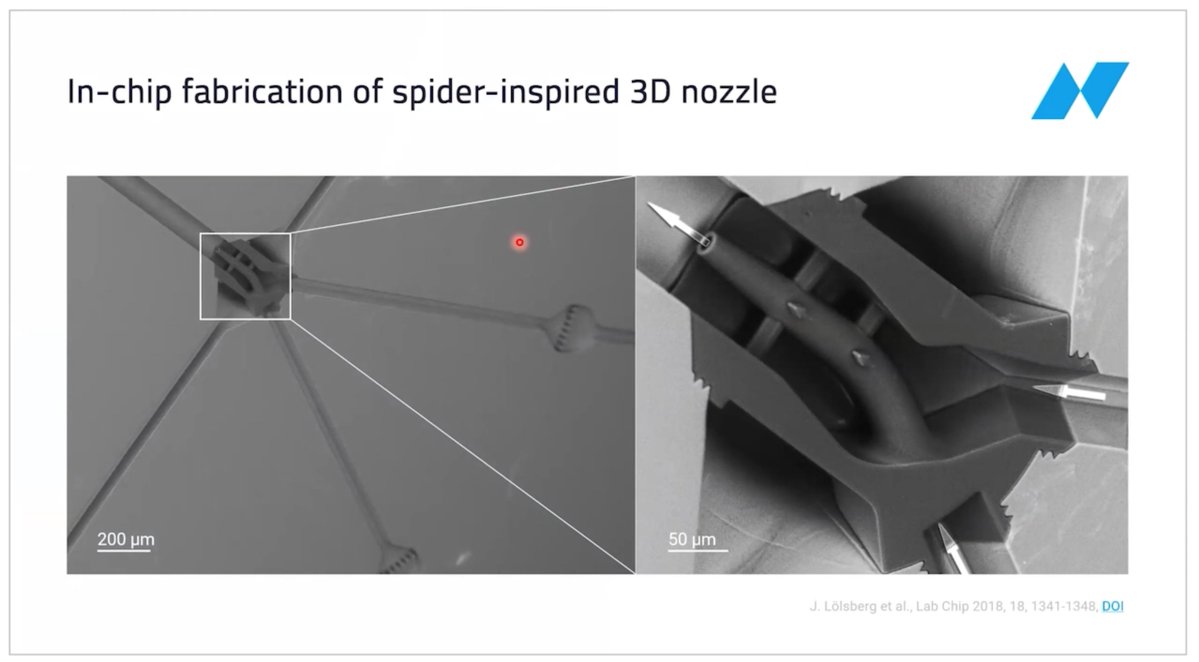 In-chip fabrication of spider-inspired 3D nozzle
200 µm
50 µm
J. Lölsberg et al., Lab Chip 2018, 18, 1341-1348, DOI